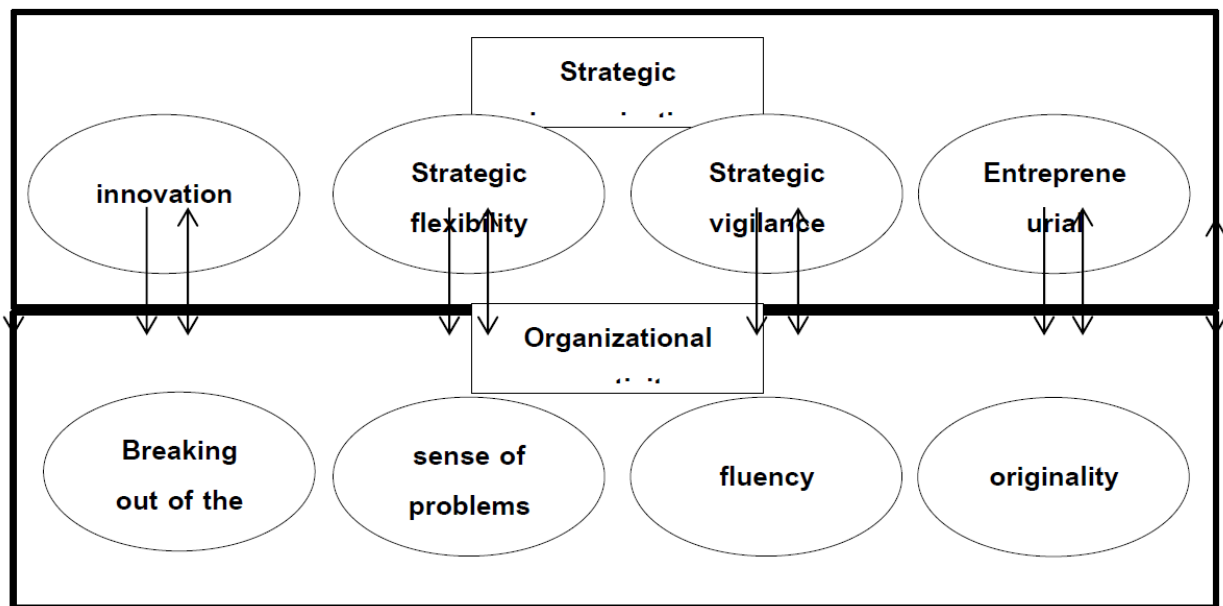 Strategic
innovation
Strategic
flexibility
Strategic
vigilance
Entreprene
urial
Organizational
Breaking
out of the
sense of
problems
fluency
originality